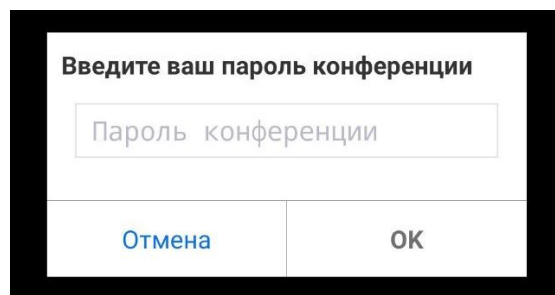 Введите ваш пароль конференции
Пароль конференции
Отмена
OK